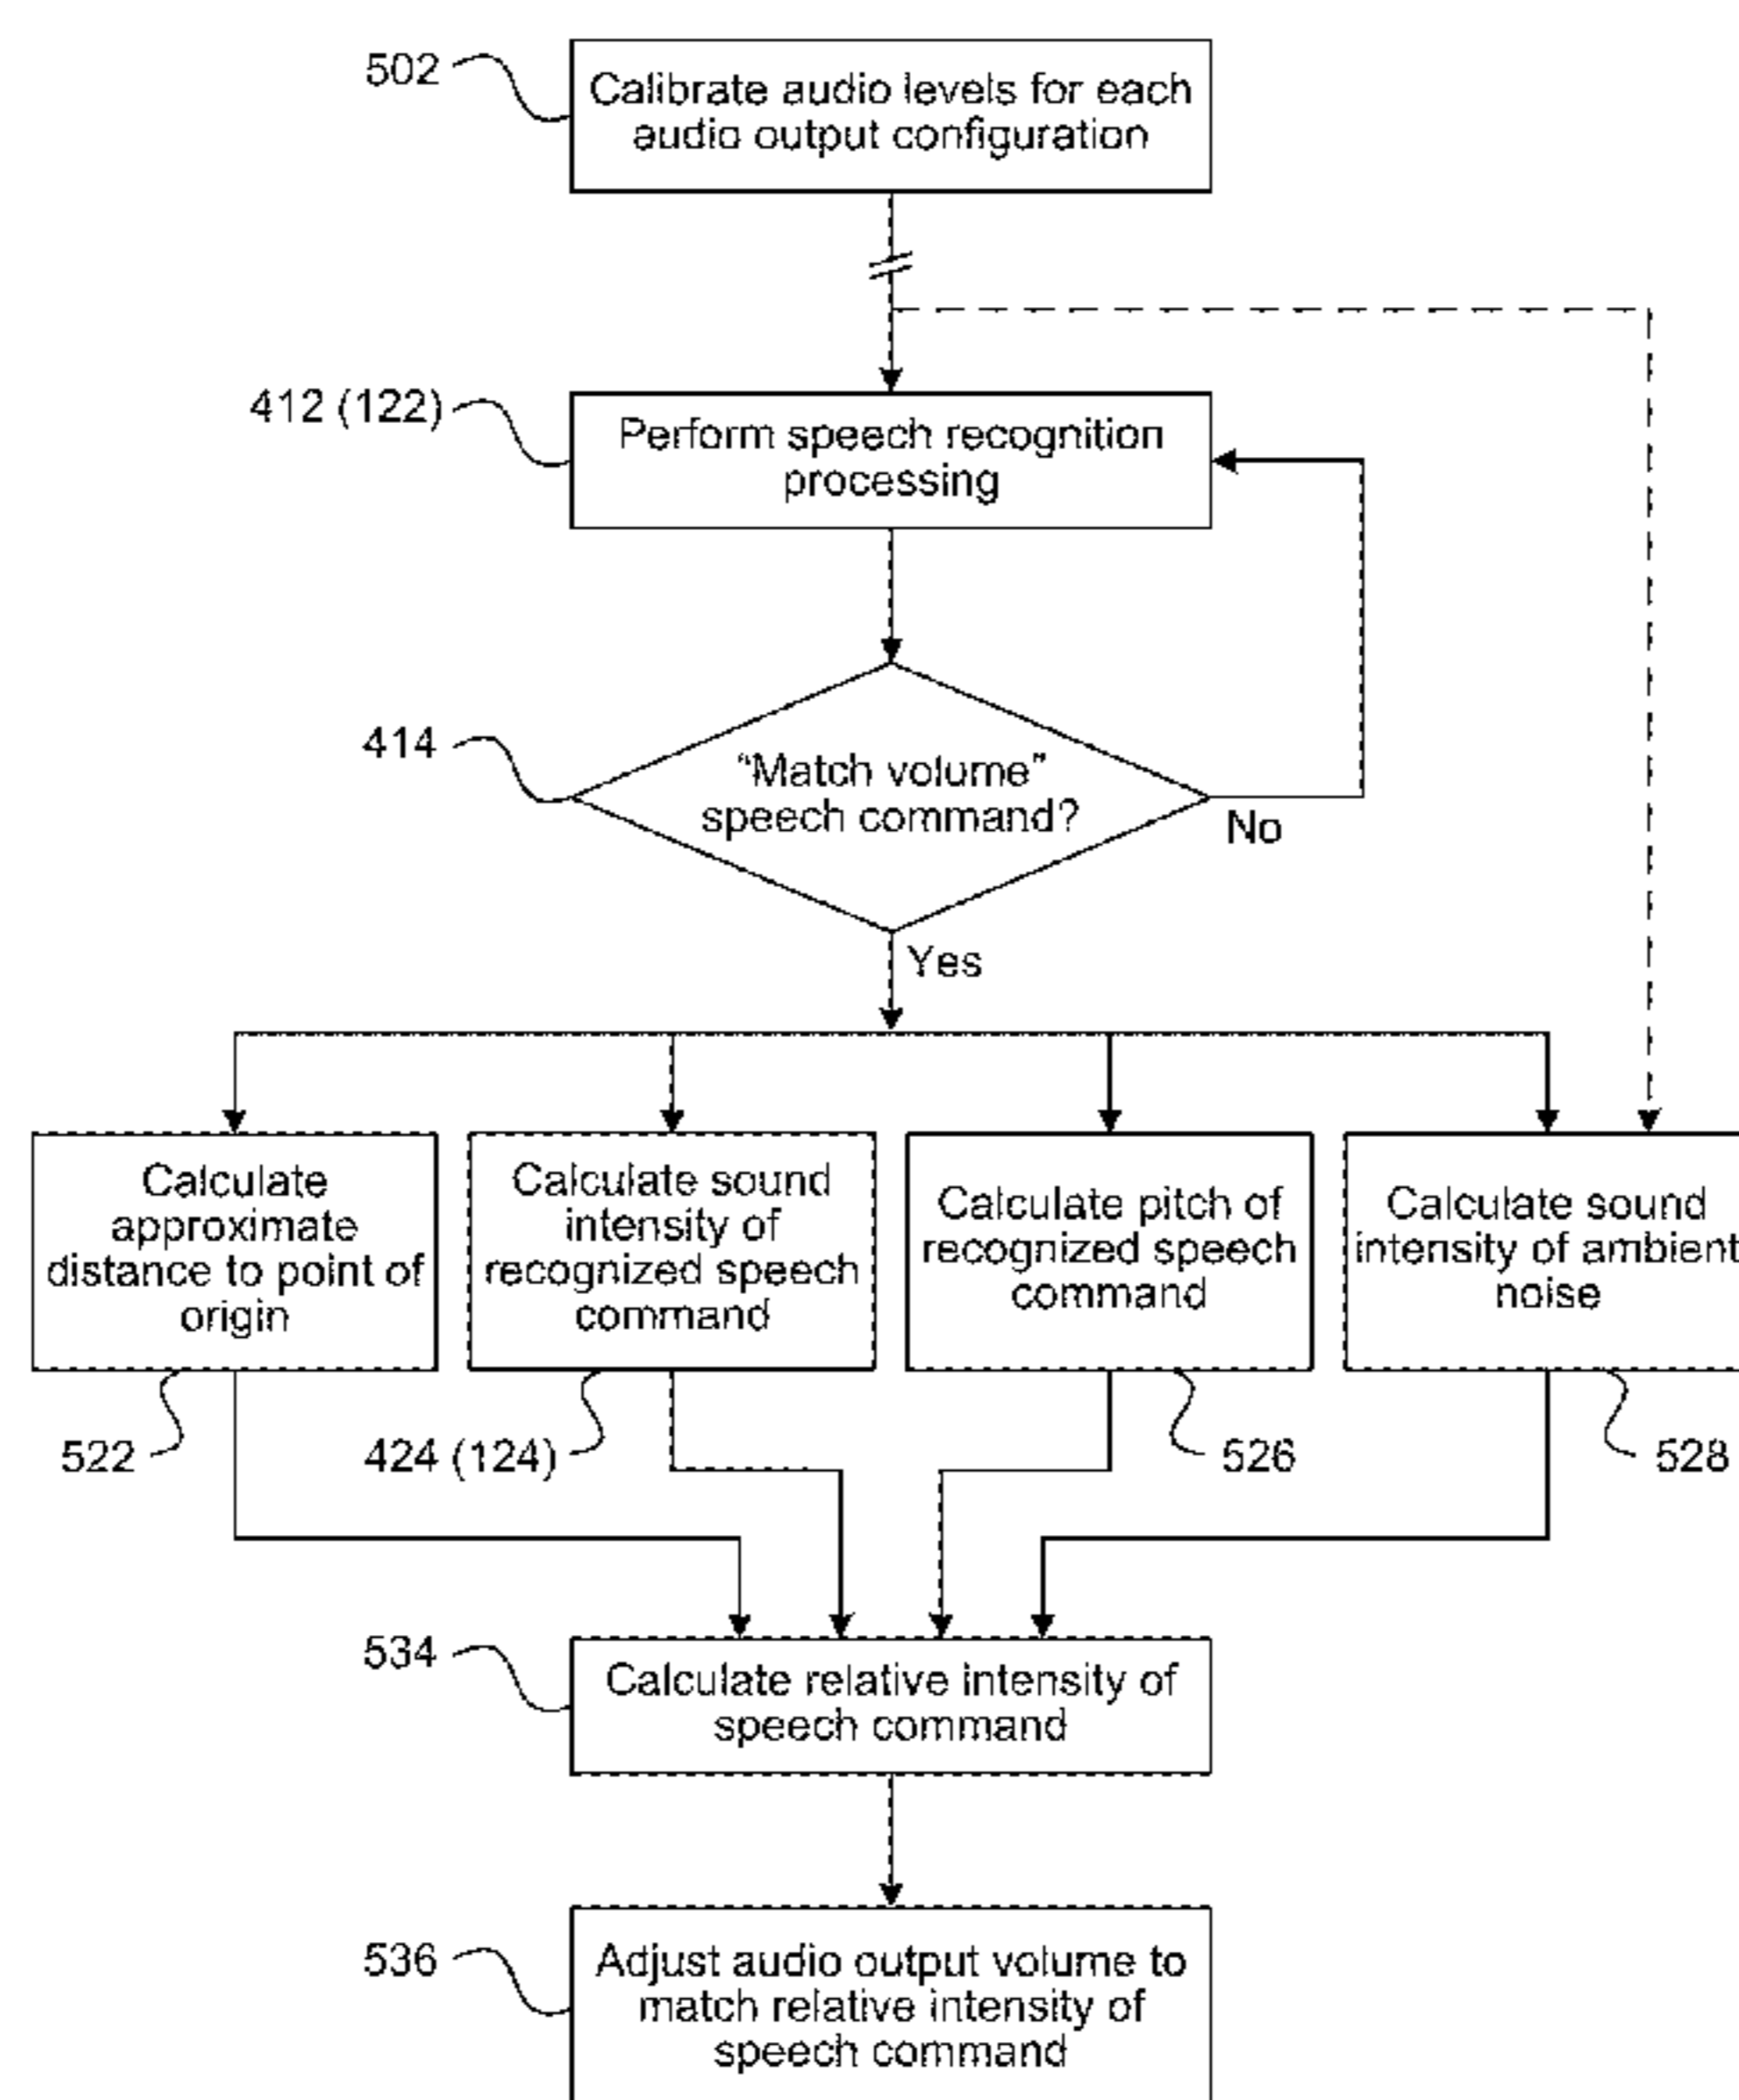 502
Calibrate audio levels for each
audio output configuration
412 (122)
Perform speech recognition
processing
414
“Match volume”
speech command?
No
Yes
Calculate
approximate
distance to point of
origin
Calculate sound
intensity of
recognized speech
command
Calculate pitch of
recognized speech
command
Calculate sound
intensity of ambient
noise
522
424 (124)
526
528
534
Calculate relative intensity of
speech command
536
Adjust audio output volume to
match relative intensity of
speech command